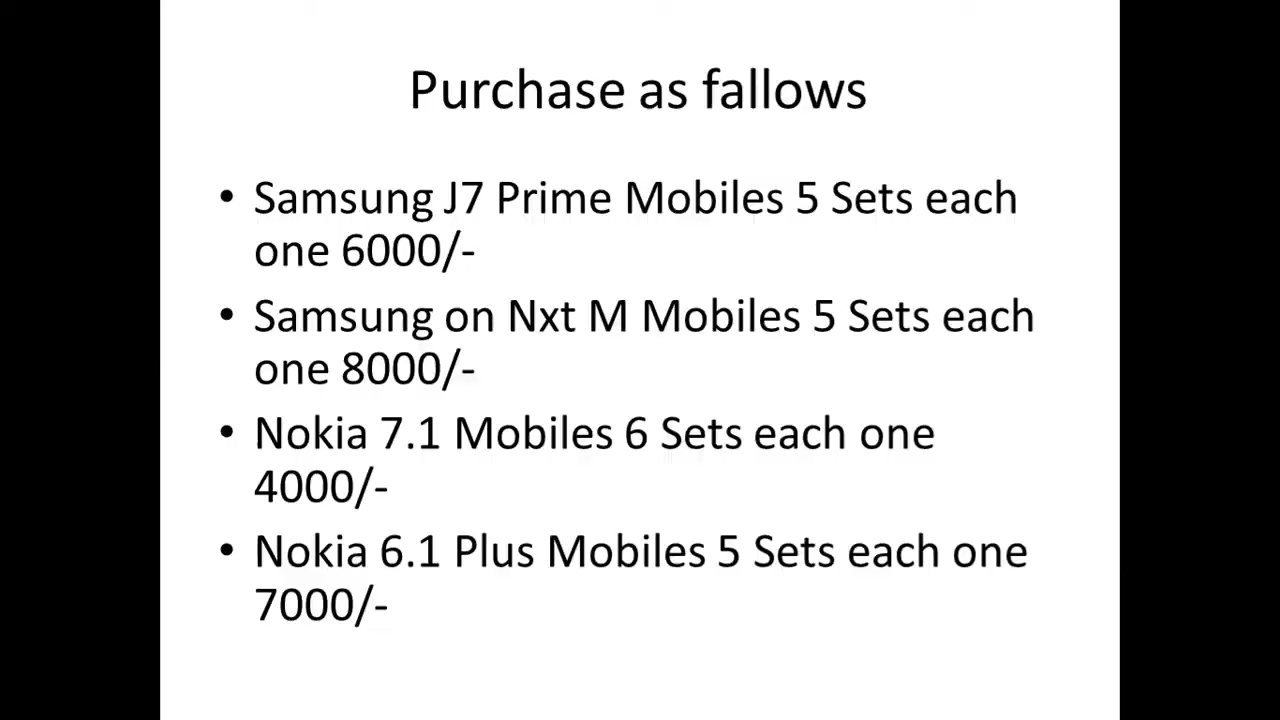 Purchase as fallows
• Samsung J7 Prime Mobiles 5 Sets each
one 6000/-
• Samsung on Nxt M Mobiles 5 Sets each
one 8000/-
• Nokia 7.1 Mobiles 6 Sets each one
4000/-
• Nokia 6.1 Plus Mobiles 5 Sets each one
7000/-